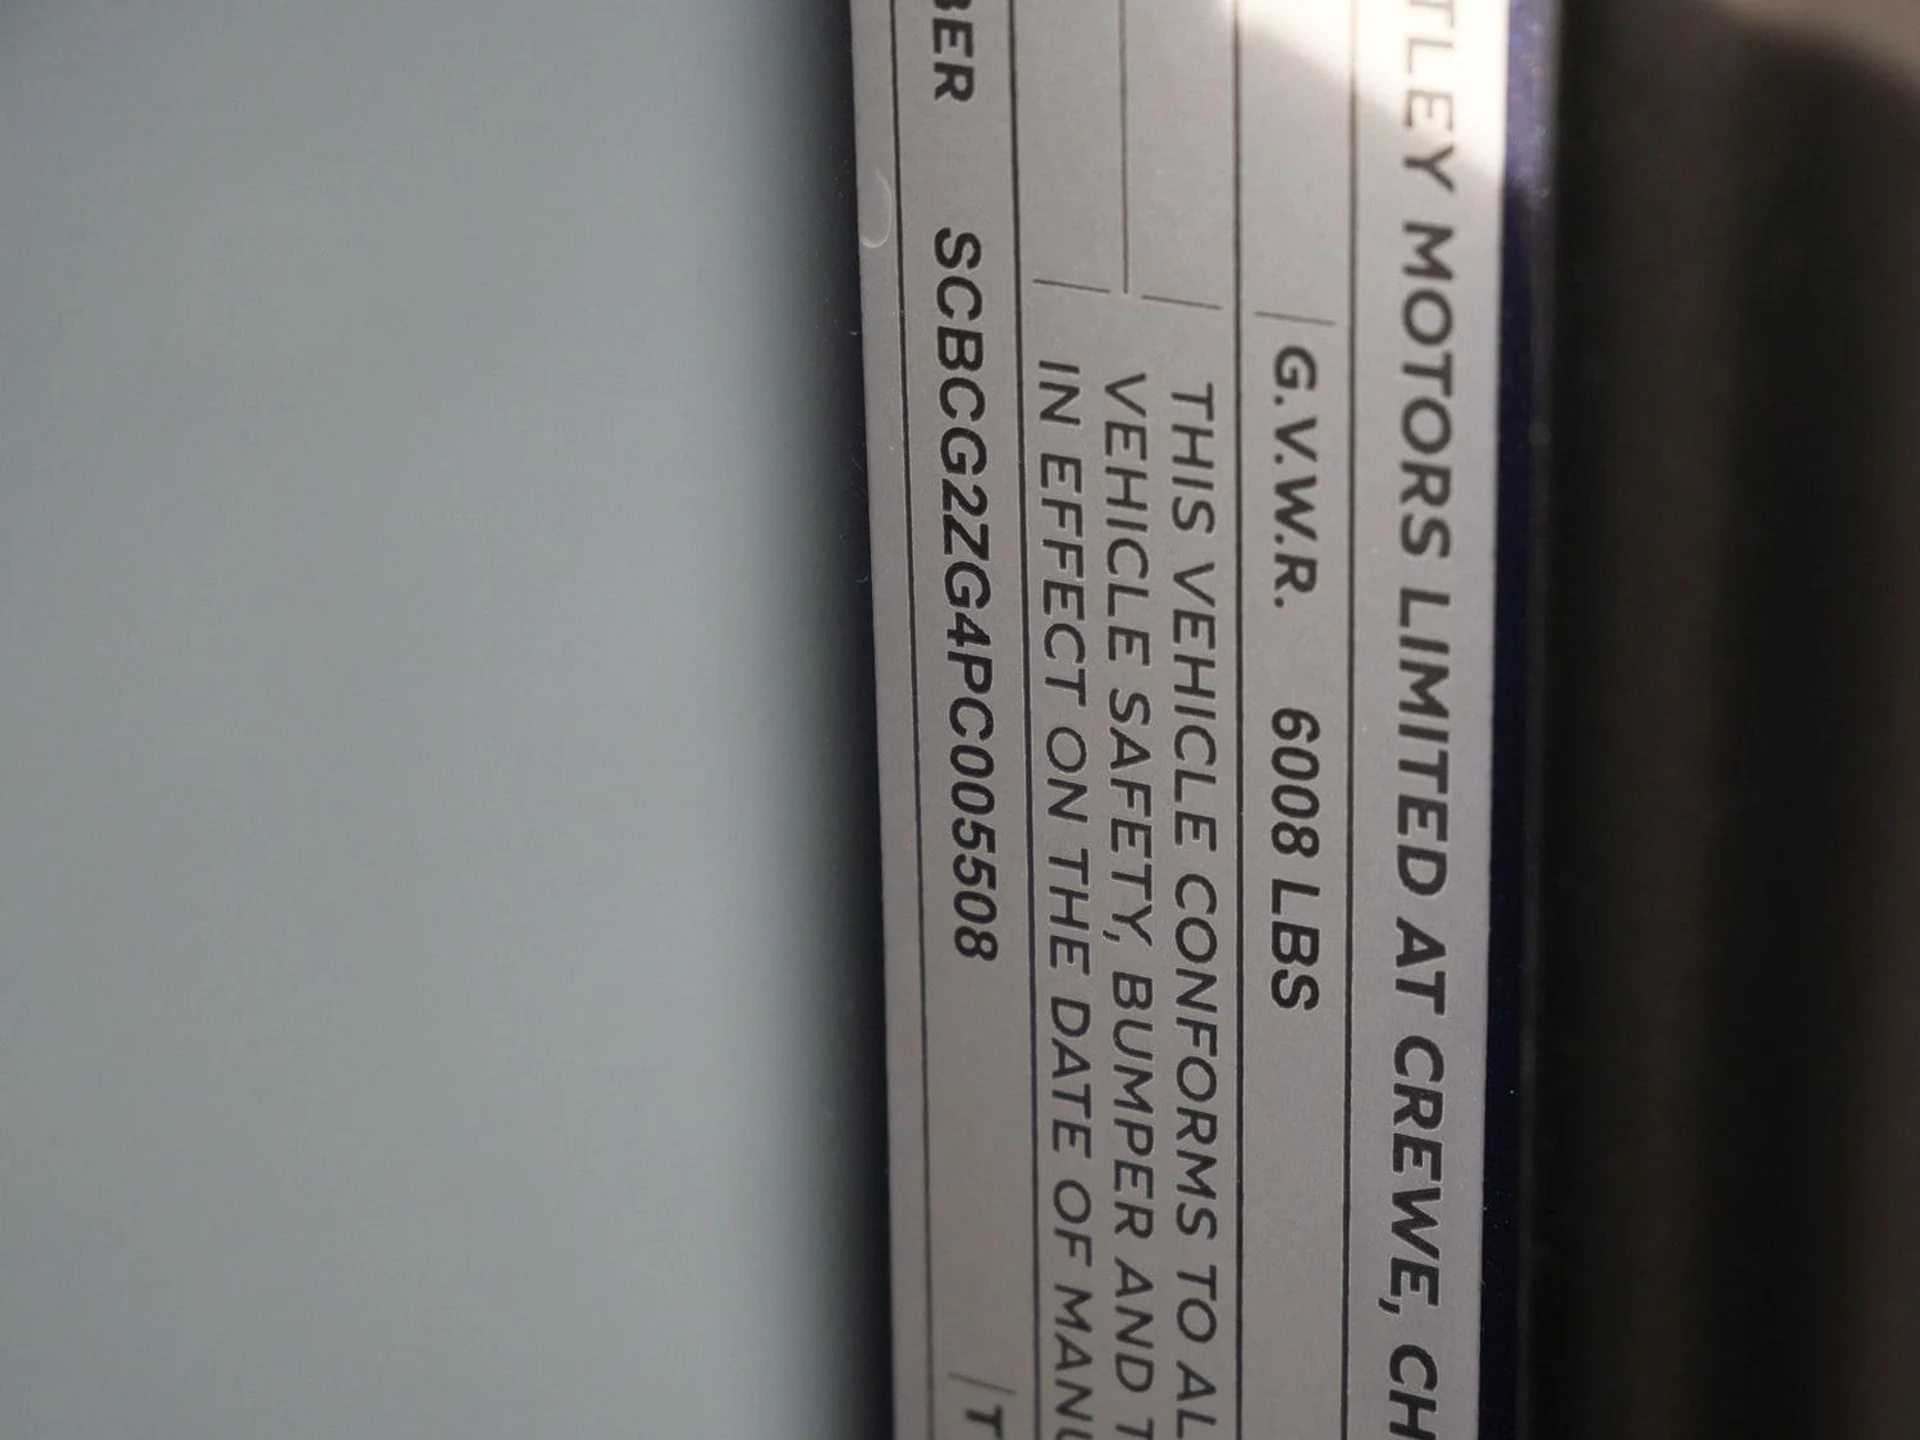 TLEY MOTORS LIMITED AT CREWE, CH
G.V.W.R. 6008 LBS
THIS VEHICLE CONFORMS TO AL
VEHICLE SAFETY, BUMPER AND T
IN EFFECT ON THE DATE OF MANU
BER SCBCG2ZG4PC005508 /T